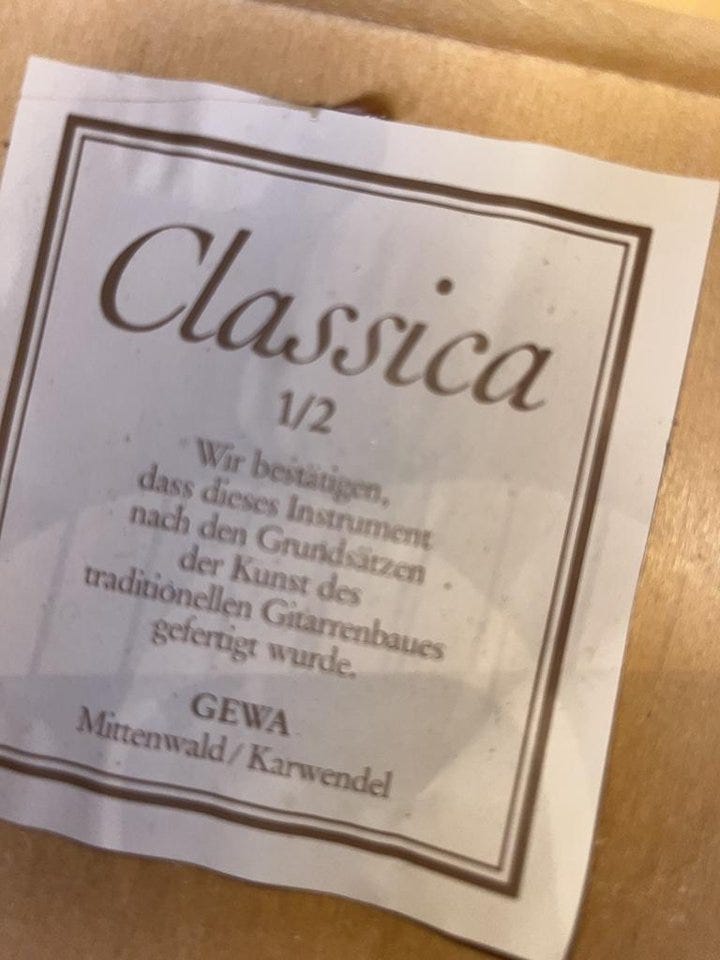 Classica
1/2
Wir bestätigen,
dass dieses Instrument
nach den Grundsätzen
der Kunst des
traditionellen Gitarrenbaues
gefertigt wurde.
GEWA
Mittenwald/Karwendel